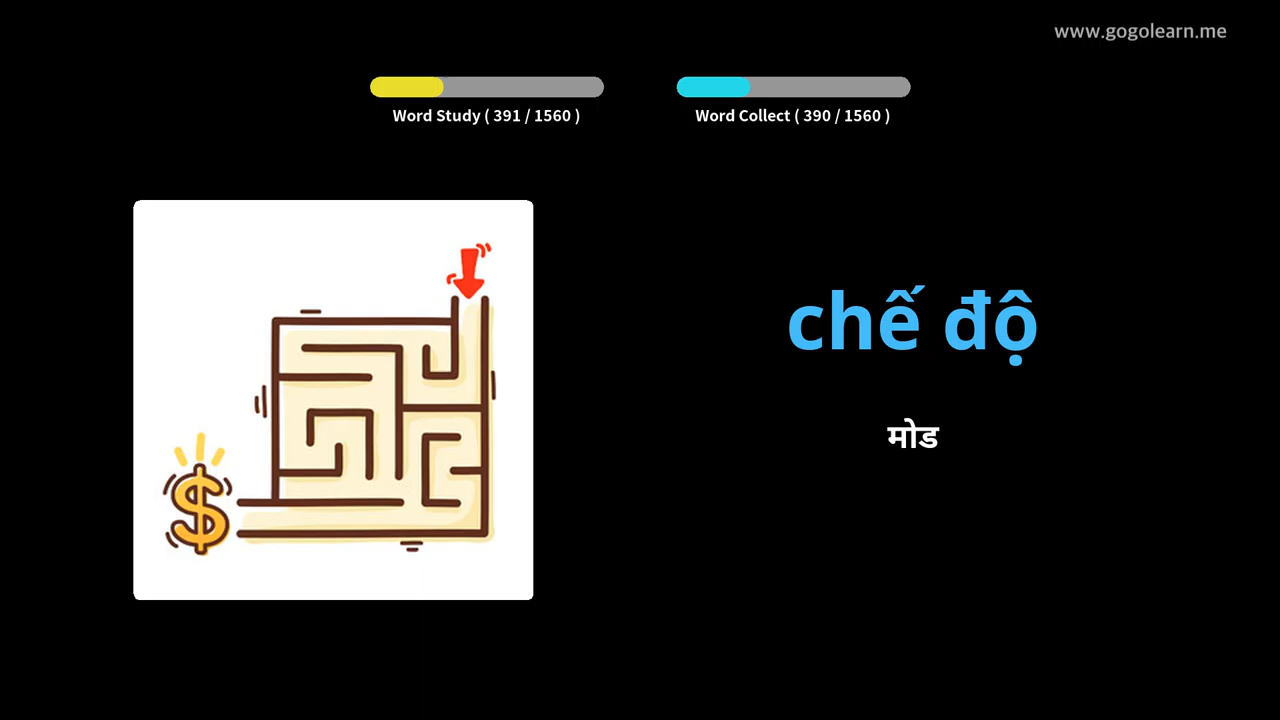 www.gogolearn.me
Word Study ( 391 / 1560 )
Word Collect ( 390 / 1560 )
$
chế độ
मोड